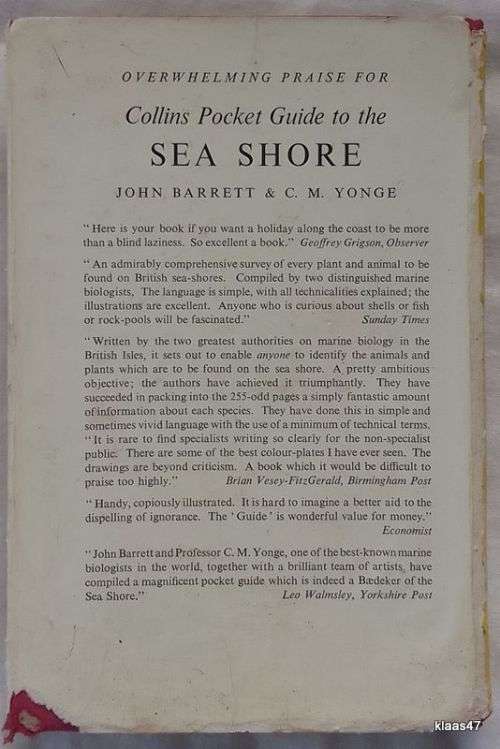 OVERWHELMING PRAISE FOR
Collins Pocket Guide to the
SEA SHORE
JOHN BARRETT & C. M. YONGE
"Here is your book if you want a holiday along the coast to be more
than a blind laziness. So excellent a book." Geoffrey Grigson, Observer
"An admirably comprehensive survey of every plant and animal to be
found on British sea-shores. Compiled by two distinguished marine
biologists, The language is simple, with all technicalities explained; the
illustrations are excellent. Anyone who is curious about shells or fish
or rock-pools will be fascinated." Sunday Times
"Written by the two greatest authorities on marine biology in the
British Isles, it sets out to enable anyone to identify the animals and
plants which are to be found on the sea shore. A pretty ambitious
objective; the authors have achieved it triumphantly. They have
succeeded in packing into the 255-odd pages a simply fantastic amount
of information about each species. They have done this in simple and
sometimes vivid language with the use of a minimum of technical terms.
"It is rare to find specialists writing so clearly for the non-specialist
public. There are some of the best colour-plates I have ever seen. The
drawings are beyond criticism. A book which it would be difficult to
praise too highly." Brian Vesey-FitzGerald, Birmingham Post
"Handy, copiously illustrated. It is hard to imagine a better aid to the
dispelling of ignorance. The 'Guide' is wonderful value for money."
Economist
"John Barrett and Professor C. M. Yonge, one of the best-known marine
biologists in the world, together with a brilliant team of artists, have
compiled a magnificent pocket guide which is indeed a Bædeker of the
Sea Shore." Leo Walmsley, Yorkshire Post
klaas47